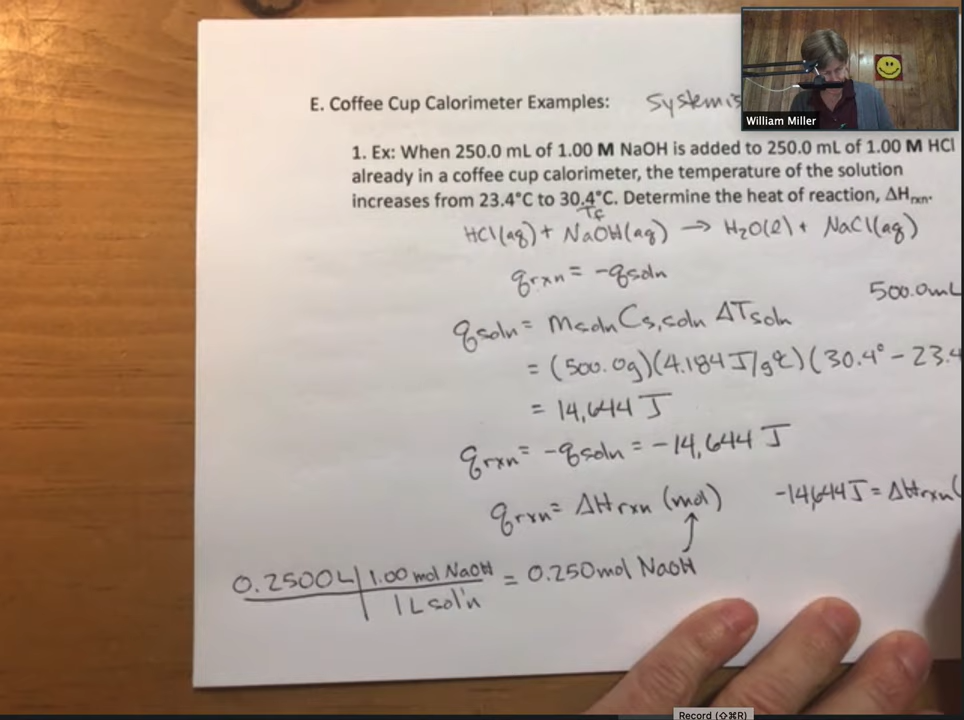 E. Coffee Cup Calorimeter Examples: System is
William Miller
1. Ex: When 250.0 mL of 1.00 M NaOH is added to 250.0 mL of 1.00 M HCl
already in a coffee cup calorimeter, the temperature of the solution
increases from 23.4°C to 30.4°C. Determine the heat of reaction, ΔHrxn.
Tf
HCl(aq) + NaOH(aq) → H2O(l) + NaCl(aq)
qrxn = -qsoln
500.0mL
qsoln = msoln Cs,soln ΔTsoln
= (500.0g)(4.184 J/g°C)(30.4° - 23.4
= 14,644 J
qrxn = -qsoln = -14,644 J
qrxn = ΔHrxn (mol) -14,644J = ΔHrxn(
0.2500L | 1.00 mol NaOH = 0.250 mol NaOH
1 L sol'n
Record (⇧⌘R)